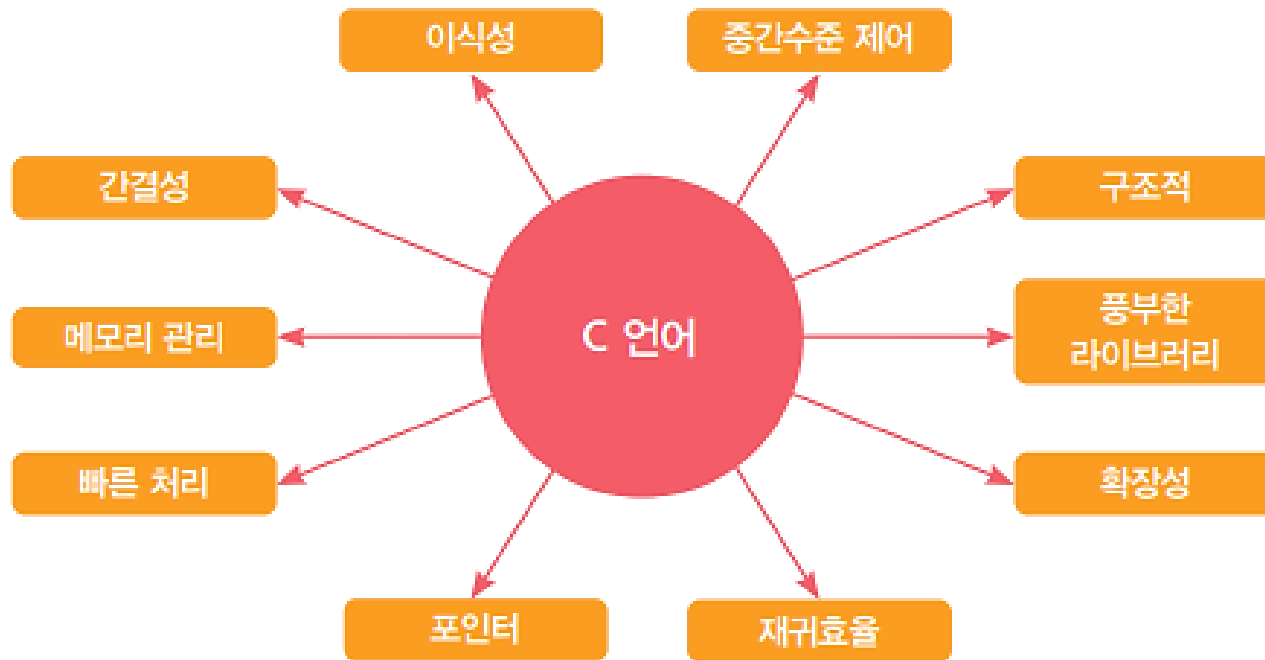 이식성
중간수준 제어
간결성
구조적
메모리 관리
C 언어
풍부한
라이브러리
빠른 처리
확장성
포인터
재귀효율